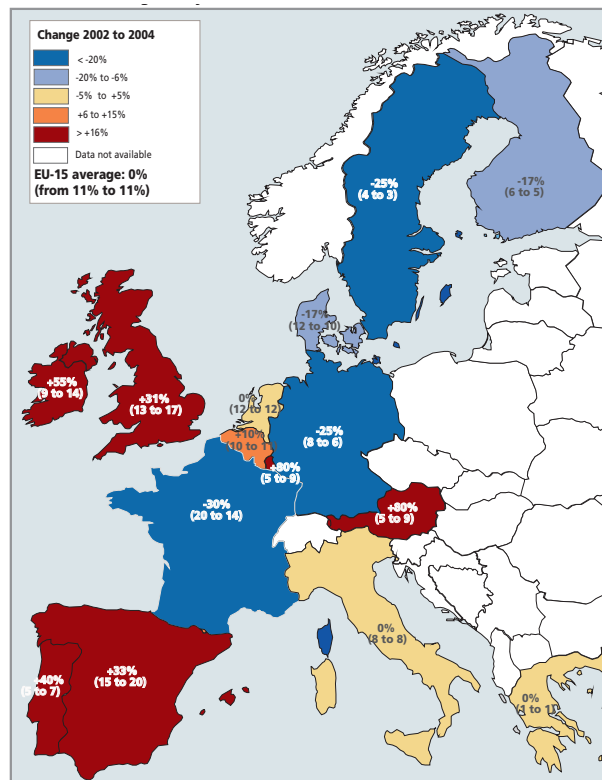 Change 2002 to 2004
< -20%
-20% to -6%
-5% to +5%
+6 to +15%
> +16%
Data not available
EU-15 average: 0%
(from 11% to 11%)
-25%
(4 to 3)
-17%
(6 to 5)
-17%
(12 to 10)
+55%
(9 to 14)
+31%
(13 to 17)
0%
(12 to 12)
+10%
(10 to 11
-25%
(8 to 6)
+80%
(5 to 9)
-30%
(20 to 14)
+80%
(5 to 9)
0%
(8 to 8)
+40%
(5 to 7)
+33%
(15 to 20)
0%
(1 to 1)